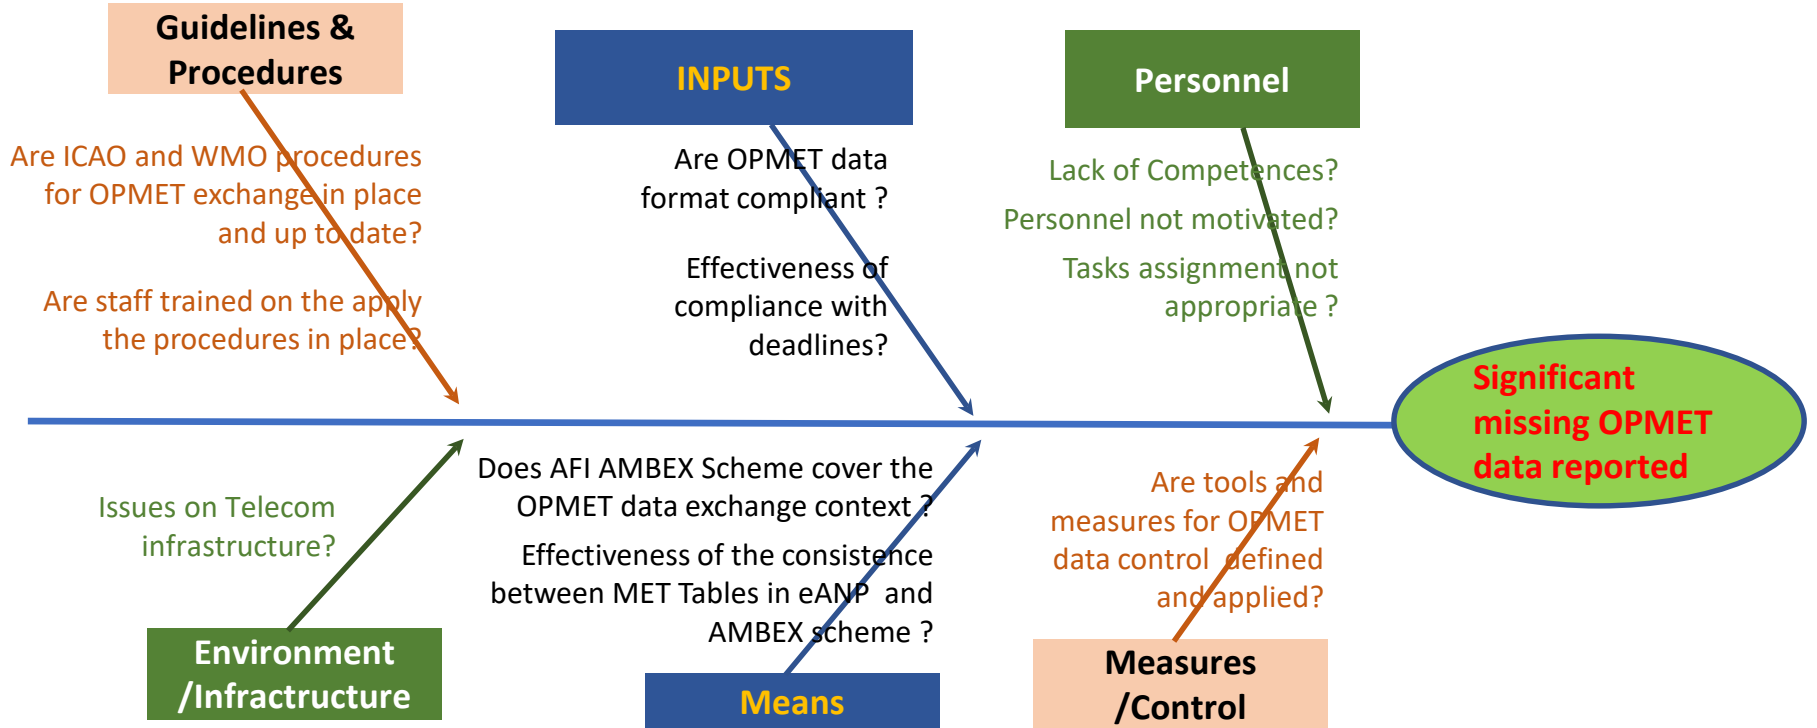 Guidelines &
Procedures
INPUTS
Personnel
Are ICAO and WMO procedures
for OPMET exchange in place
and up to date?
Are staff trained on the apply
the procedures in place?
Are OPMET data
format compliant ?
Effectiveness of
compliance with
deadlines?
Lack of Competences?
Personnel not motivated?
Tasks assignment not
appropriate ?
Significant
missing OPMET
data reported
Issues on Telecom
infrastructure?
Does AFI AMBEX Scheme cover the
OPMET data exchange context ?
Effectiveness of the consistence
between MET Tables in eANP  and
AMBEX scheme ?
Are tools and
measures for OPMET
data control  defined
and applied?
Environment
/Infractructure
Means
Measures
/Control